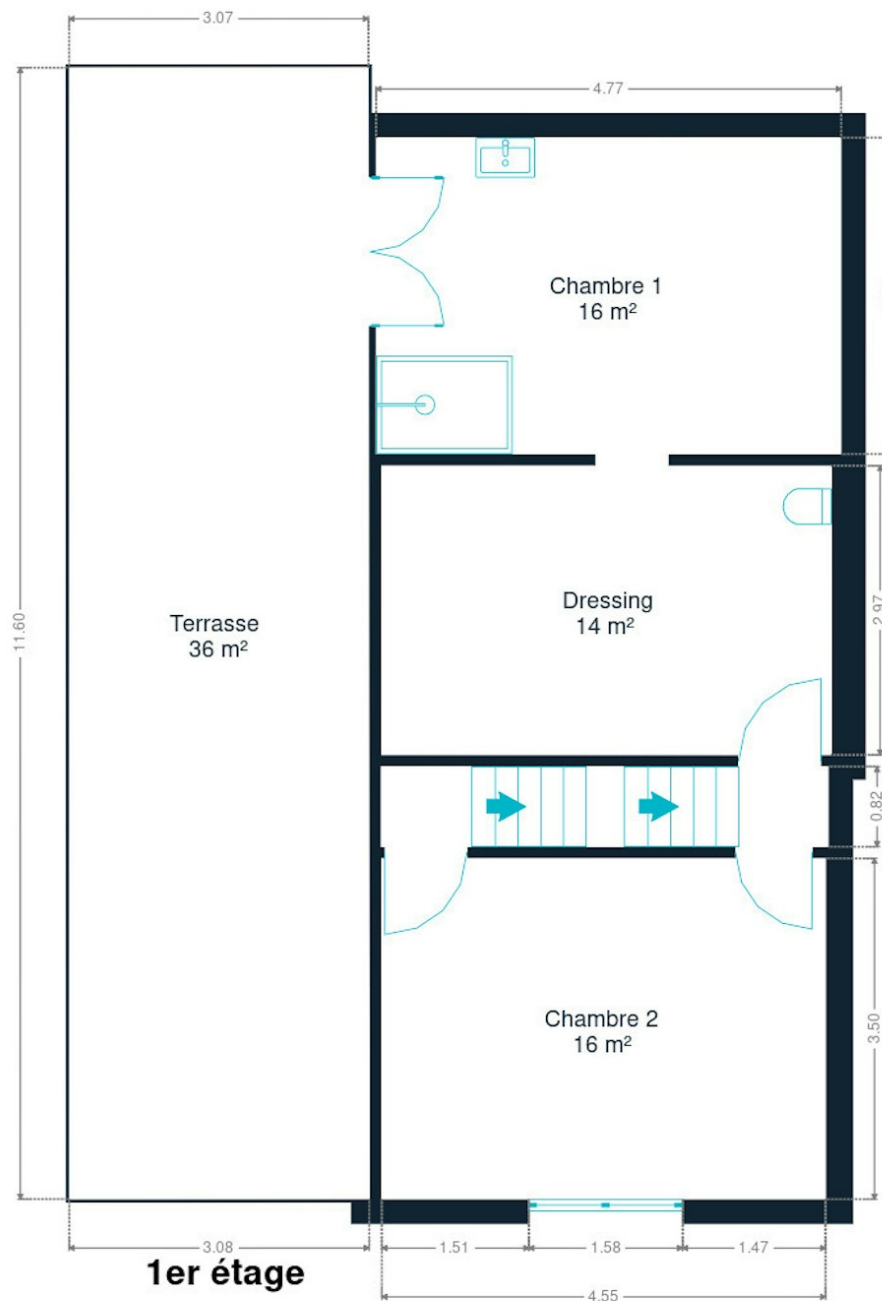 3.07
4.77
Chambre 1
16 m²
11.60
Terrasse
36 m²
Dressing
14 m²
2.97
0.82
Chambre 2
16 m²
3.50
3.08
1.51
1.58
1.47
1er étage
4.55